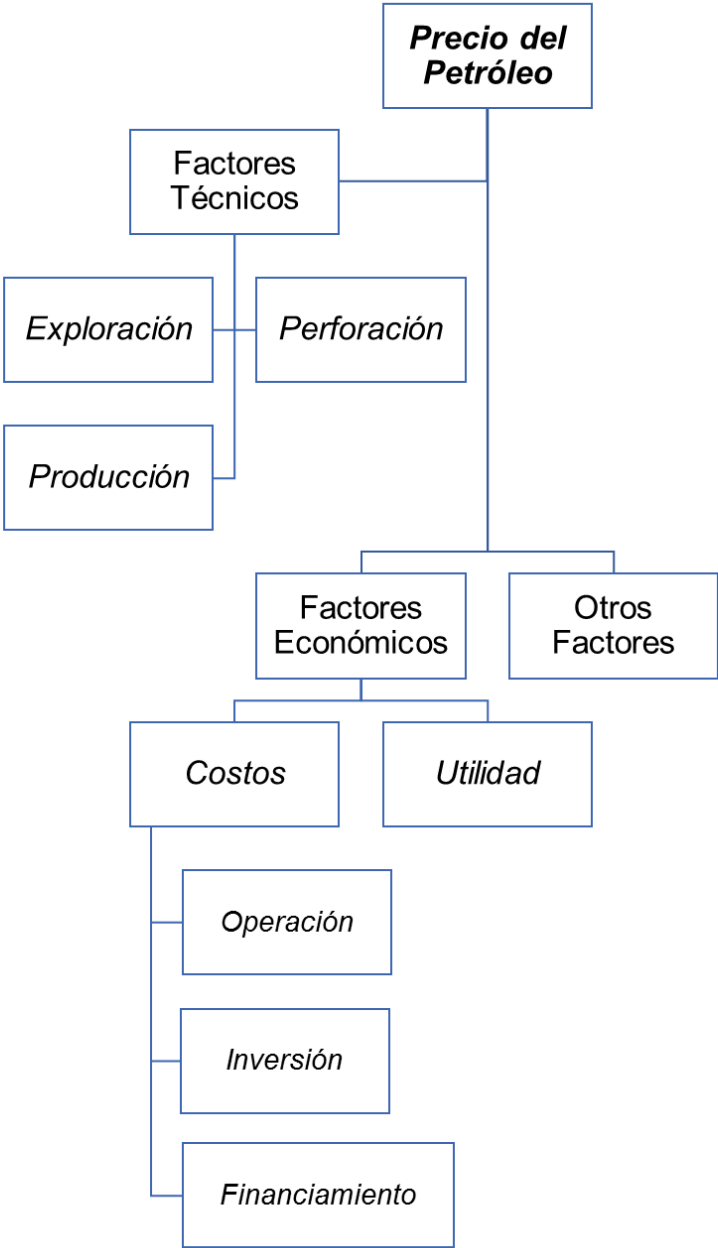 Precio del
Petróleo
Factores
Técnicos
Exploración
Perforación
Producción
Factores
Económicos
Otros
Factores
Costos
Utilidad
Operación
Inversión
Financiamiento